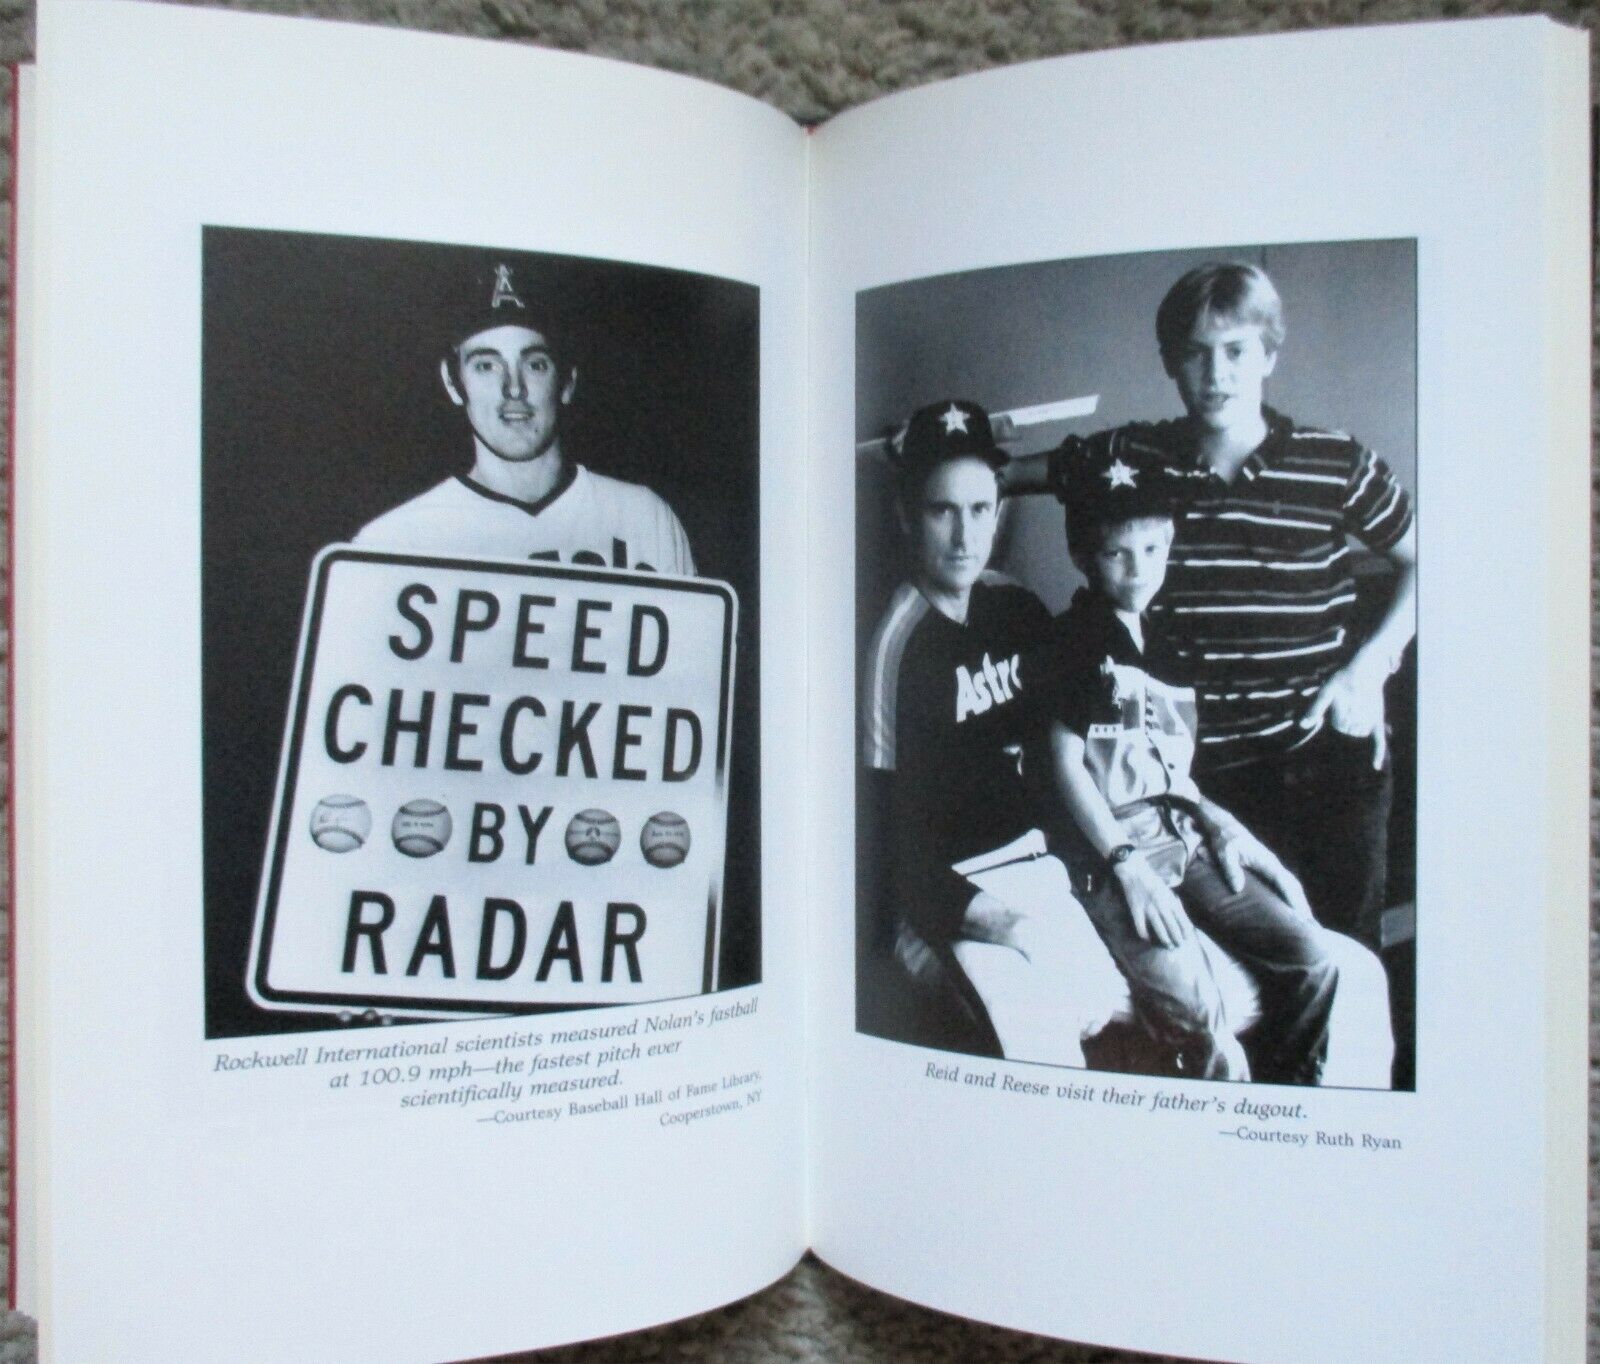 A
SPEED
CHECKED
BY
RADAR
Rockwell International scientists measured Nolan's fastball
at 100.9 mph—the fastest pitch ever
scientifically measured.
—Courtesy Baseball Hall of Fame Library,
Cooperstown, NY
Astro
Reid and Reese visit their father's dugout.
—Courtesy Ruth Ryan